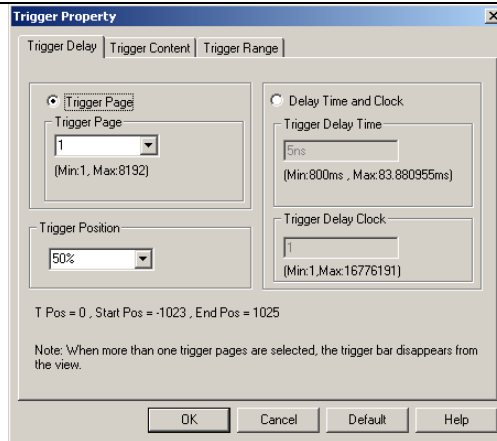 Trigger Property
Trigger Delay
Trigger Content
Trigger Range
Trigger Page
Trigger Page
1
(Min:1, Max:8192)
Trigger Position
50%
Delay Time and Clock
Trigger Delay Time
5ns
(Min:800ms , Max:83.880955ms)
Trigger Delay Clock
1
(Min:1,Max:16776191)
T Pos = 0 , Start Pos = -1023 , End Pos = 1025
Note: When more than one trigger pages are selected, the trigger bar disappears from
the view.
OK
Cancel
Default
Help